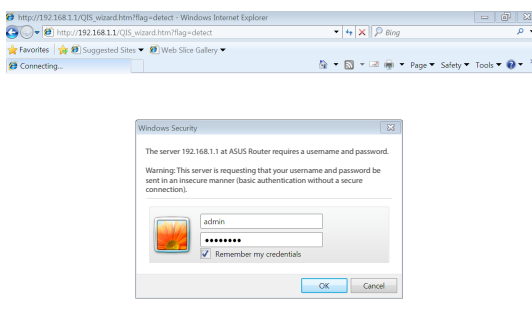 http://192.168.1.1/QIS_wizard.htm?flag=detect - Windows Internet Explorer
http://192.168.1.1/QIS_wizard.htm?flag=detect
Bing
Favorites Suggested Sites Web Slice Gallery
Connecting...
Page Safety Tools
Windows Security
The server 192.168.1.1 at ASUS Router requires a username and password.
Warning: This server is requesting that your username and password be
sent in an insecure manner (basic authentication without a secure
connection).
admin
••••••••
Remember my credentials
OK Cancel